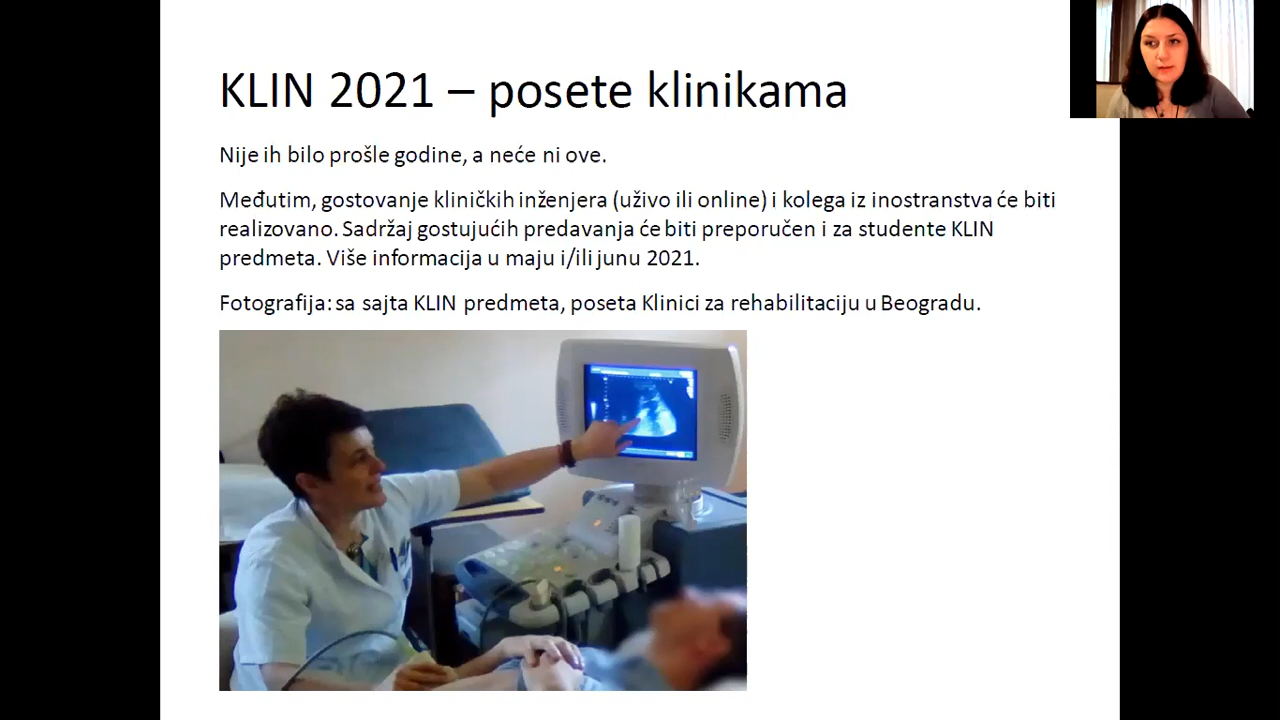 KLIN 2021 – posete klinikama
Nije ih bilo prošle godine, a neće ni ove.
Međutim, gostovanje kliničkih inženjera (uživo ili online) i kolega iz inostranstva će biti
realizovano. Sadržaj gostujućih predavanja će biti preporučen i za studente KLIN
predmeta. Više informacija u maju i/ili junu 2021.
Fotografija: sa sajta KLIN predmeta, poseta Klinici za rehabilitaciju u Beogradu.